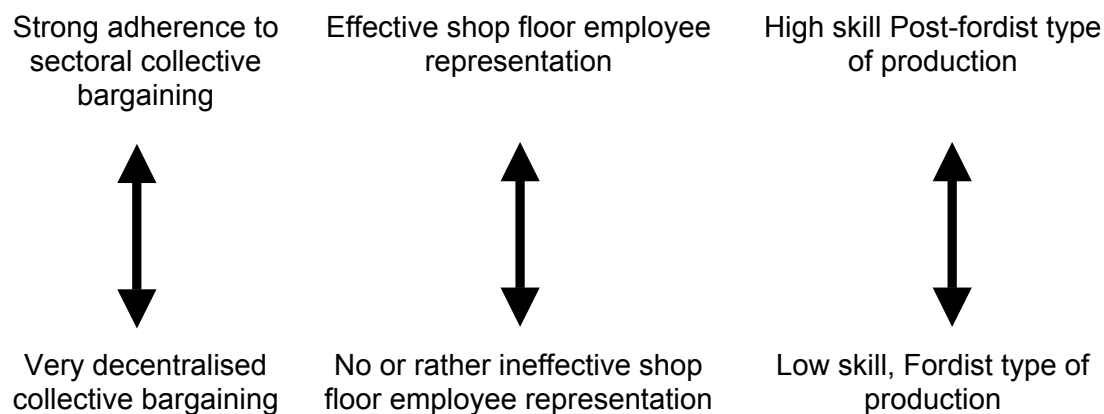 Strong adherence to
sectoral collective
bargaining
Effective shop floor employee
representation
High skill Post-fordist type
of production
Very decentralised
collective bargaining
No or rather ineffective shop
floor employee representation
Low skill, Fordist type of
production